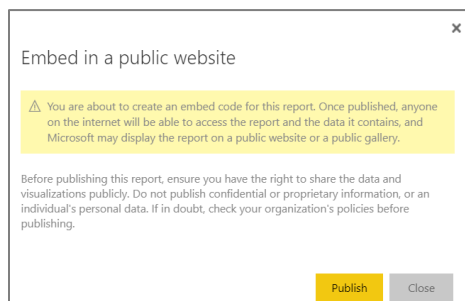 Embed in a public website
⚠ You are about to create an embed code for this report. Once published, anyone
on the internet will be able to access the report and the data it contains, and
Microsoft may display the report on a public website or a public gallery.
Before publishing this report, ensure you have the right to share the data and
visualizations publicly. Do not publish confidential or proprietary information, or an
individual's personal data. If in doubt, check your organization's policies before
publishing.
Publish Close